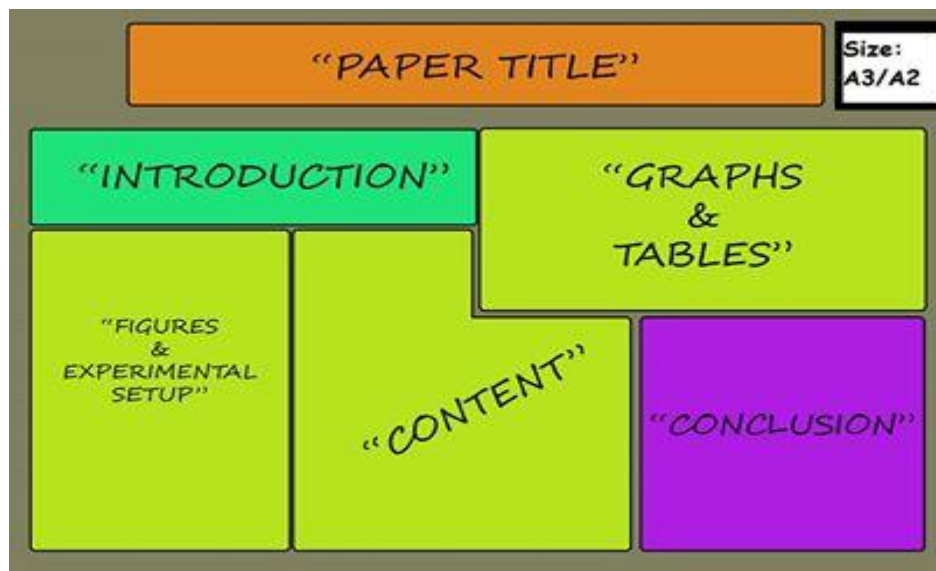 “PAPER TITLE”
Size:
A3/A2
“INTRODUCTION”
“GRAPHS
&
TABLES”
“FIGURES
&
EXPERIMENTAL
SETUP”
“CONTENT”
“CONCLUSION”